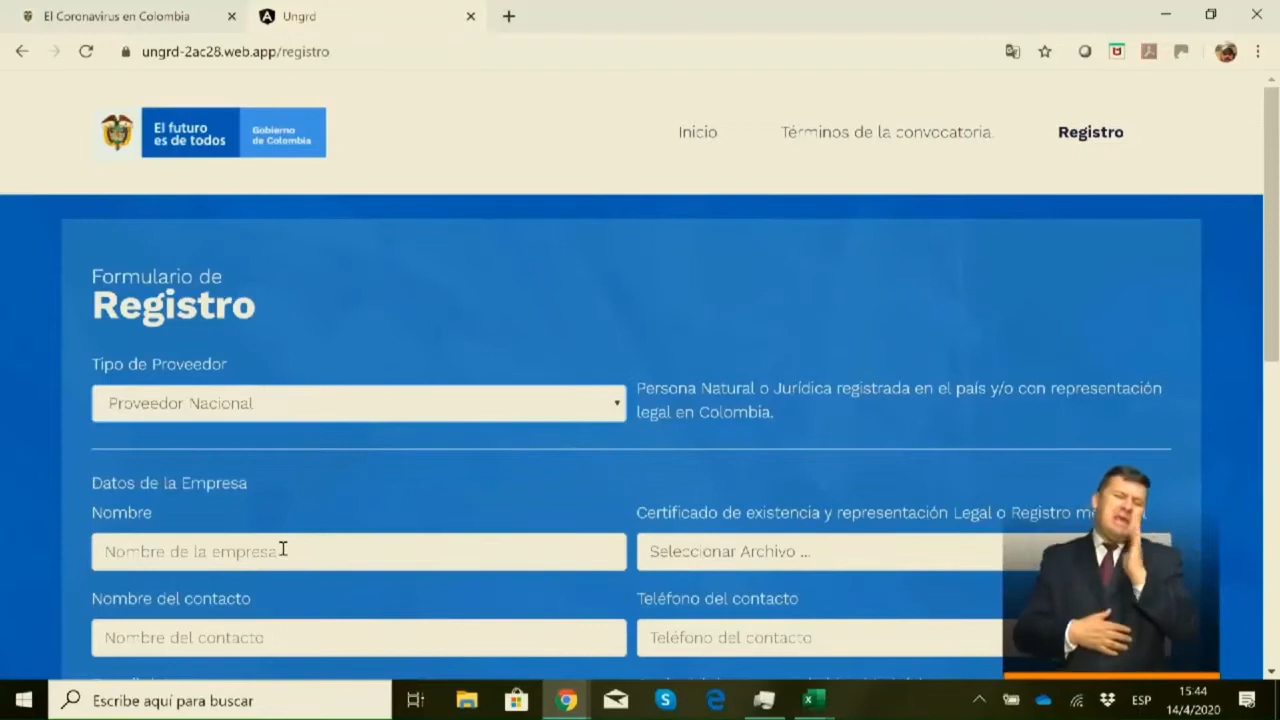 El Coronavirus en Colombia
Ungrd
ungrd-2ac28.web.app/registro
El futuro
es de todos
Gobierno
de Colombia
Inicio
Términos de la convocatoria
Registro
Formulario de
Registro
Tipo de Proveedor
Proveedor Nacional
Persona Natural o Jurídica registrada en el país y/o con representación
legal en Colombia.
Datos de la Empresa
Nombre
Certificado de existencia y representación Legal o Registro
Nombre de la empresa
Seleccionar Archivo ...
Nombre del contacto
Teléfono del contacto
Nombre del contacto
Teléfono del contacto
Escribe aquí para buscar
ESP
15:44
14/4/2020